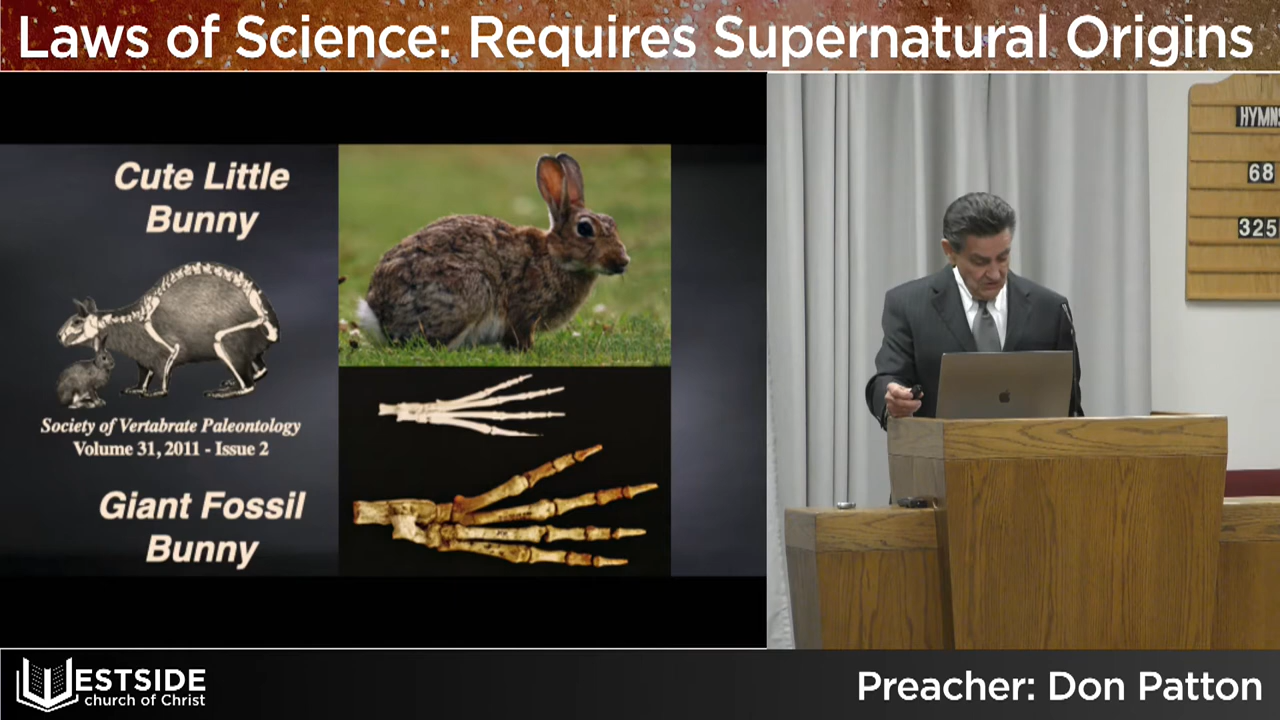 Laws of Science: Requires Supernatural Origins
Cute Little
Bunny
Society of Vertabrate Paleontology
Volume 31, 2011 - Issue 2
Giant Fossil
Bunny
HYMNS
68
325
WESTSIDE
church of Christ
Preacher: Don Patton